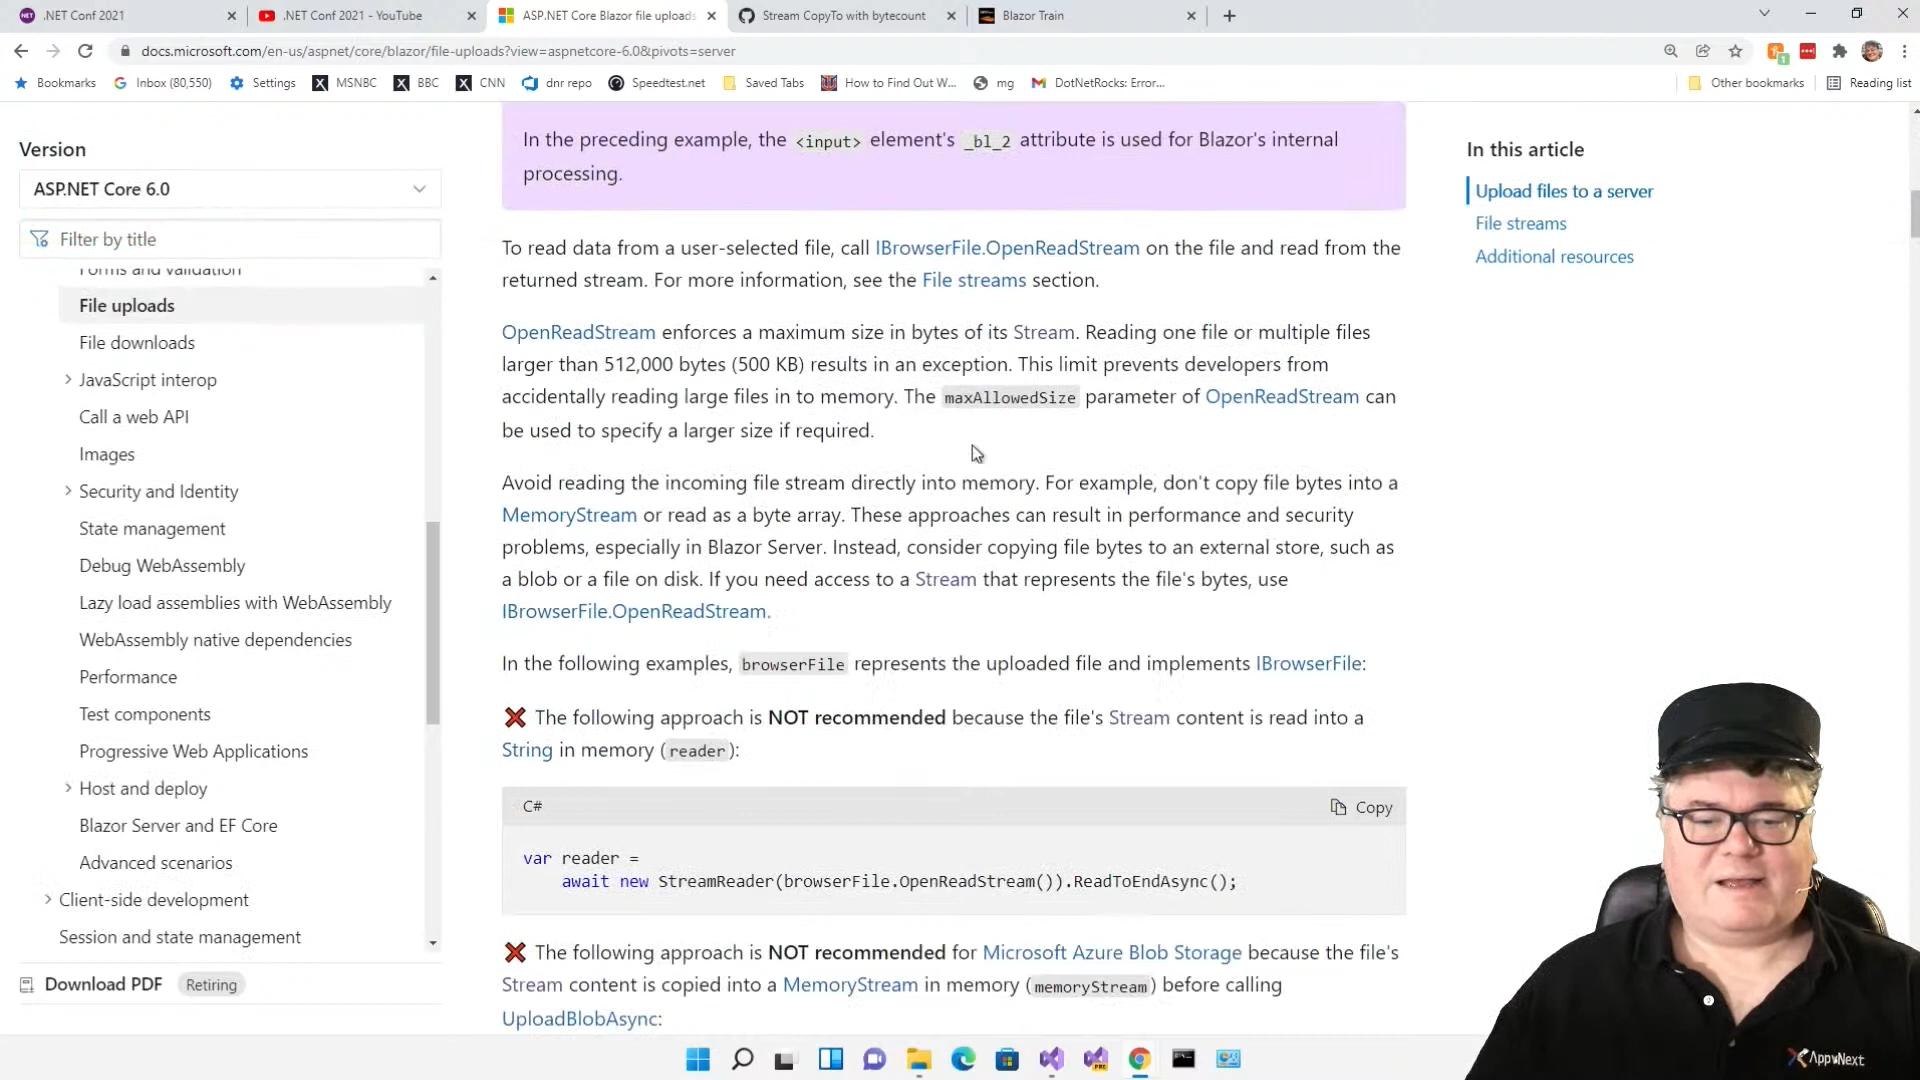 .NET Conf 2021
.NET Conf 2021 - YouTube
ASP.NET Core Blazor file uploads
Stream CopyTo with bytecount
Blazor Train
docs.microsoft.com/en-us/aspnet/core/blazor/file-uploads?view=aspnetcore-6.0&pivots=server
Bookmarks
Inbox (80,550)
Settings
MSNBC
BBC
CNN
dnr repo
Speedtest.net
Saved Tabs
How to Find Out W...
mg
DotNetRocks: Error...
Other bookmarks
Reading list
Version
ASP.NET Core 6.0
Filter by title
Forms and validation
File uploads
File downloads
JavaScript interop
Call a web API
Images
Security and Identity
State management
Debug WebAssembly
Lazy load assemblies with WebAssembly
WebAssembly native dependencies
Performance
Test components
Progressive Web Applications
Host and deploy
Blazor Server and EF Core
Advanced scenarios
Client-side development
Session and state management
Download PDF Retiring
In the preceding example, the <input> element's _bl_2 attribute is used for Blazor's internal
processing.
To read data from a user-selected file, call IBrowserFile.OpenReadStream on the file and read from the
returned stream. For more information, see the File streams section.
OpenReadStream enforces a maximum size in bytes of its Stream. Reading one file or multiple files
larger than 512,000 bytes (500 KB) results in an exception. This limit prevents developers from
accidentally reading large files in to memory. The maxAllowedSize parameter of OpenReadStream can
be used to specify a larger size if required.
Avoid reading the incoming file stream directly into memory. For example, don't copy file bytes into a
MemoryStream or read as a byte array. These approaches can result in performance and security
problems, especially in Blazor Server. Instead, consider copying file bytes to an external store, such as
a blob or a file on disk. If you need access to a Stream that represents the file's bytes, use
IBrowserFile.OpenReadStream.
In the following examples, browserFile represents the uploaded file and implements IBrowserFile:
❌ The following approach is NOT recommended because the file's Stream content is read into a
String in memory (reader):
C#
Copy
var reader =
await new StreamReader(browserFile.OpenReadStream()).ReadToEndAsync();
❌ The following approach is NOT recommended for Microsoft Azure Blob Storage because the file's
Stream content is copied into a MemoryStream in memory (memoryStream) before calling
UploadBlobAsync:
In this article
Upload files to a server
File streams
Additional resources
AppvNext